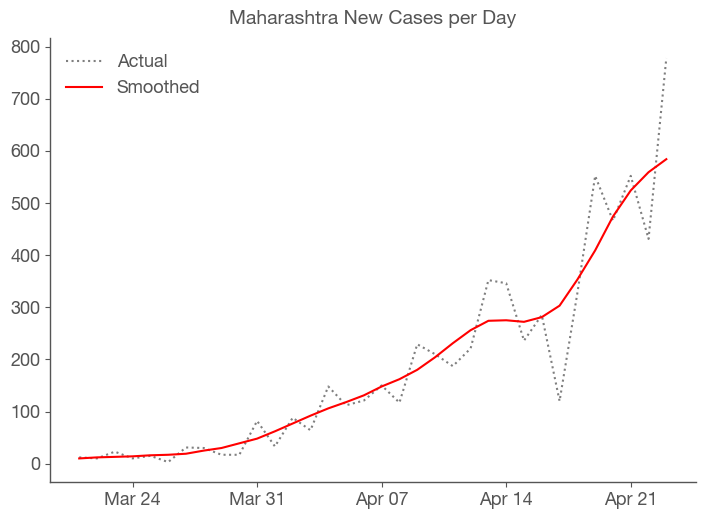 Maharashtra New Cases per Day
800
700
600
500
400
300
200
100
0
Actual
Smoothed
Mar 24
Mar 31
Apr 07
Apr 14
Apr 21